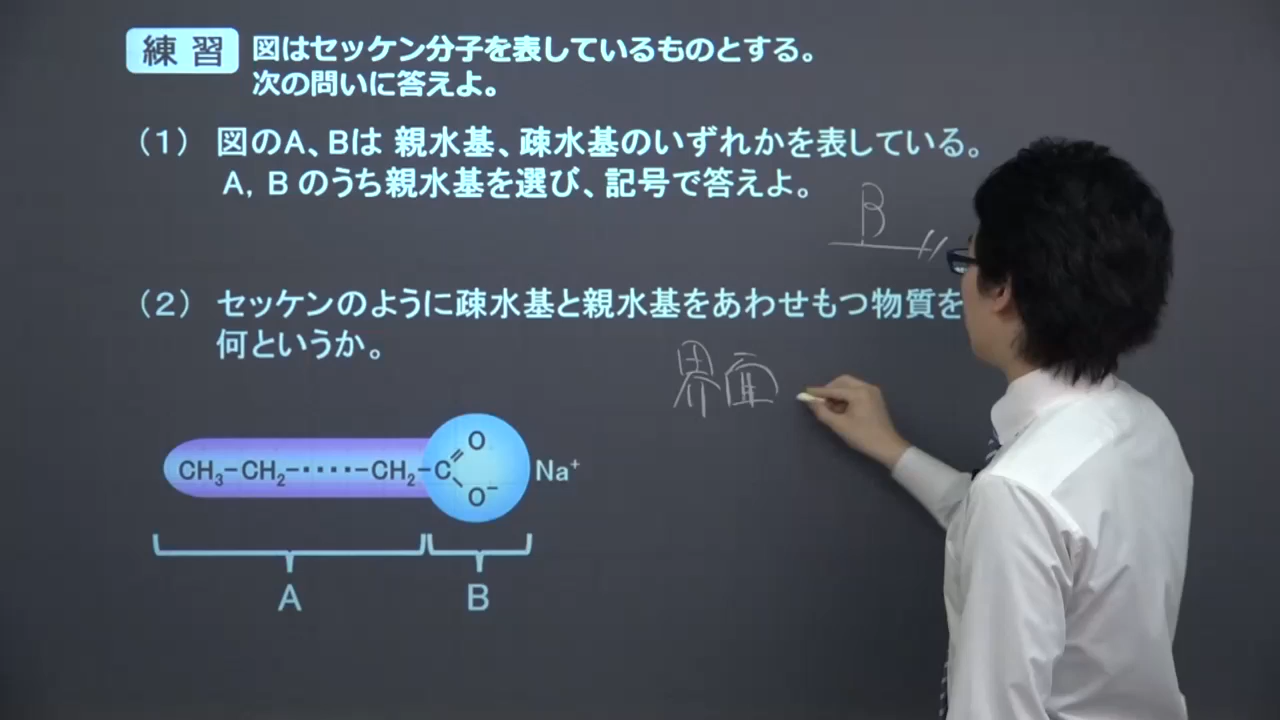 練習 図はセッケン分子を表しているものとする。
次の問いに答えよ。
（1） 図のA、Bは 親水基、疎水基のいずれかを表している。
A, B のうち親水基を選び、記号で答えよ。
B
（2） セッケンのように疎水基と親水基をあわせもつ物質を
何というか。
界面
CH₃−CH₂−‥‥−CH₂−C
O
O⁻
Na⁺
A
B